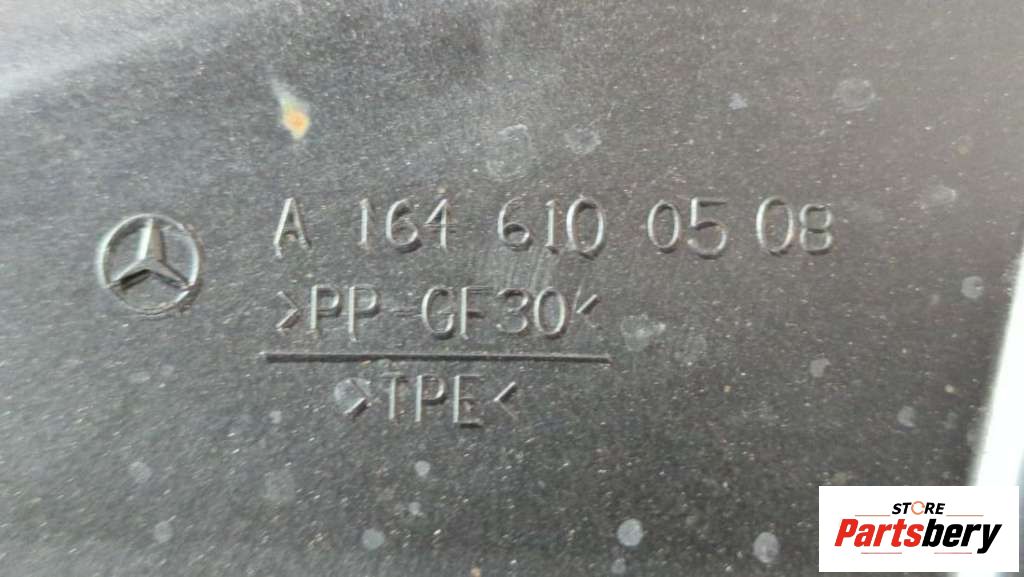 A 164 610 05 08
>PP-GF30<
>TPE<
STORE
Partsbery